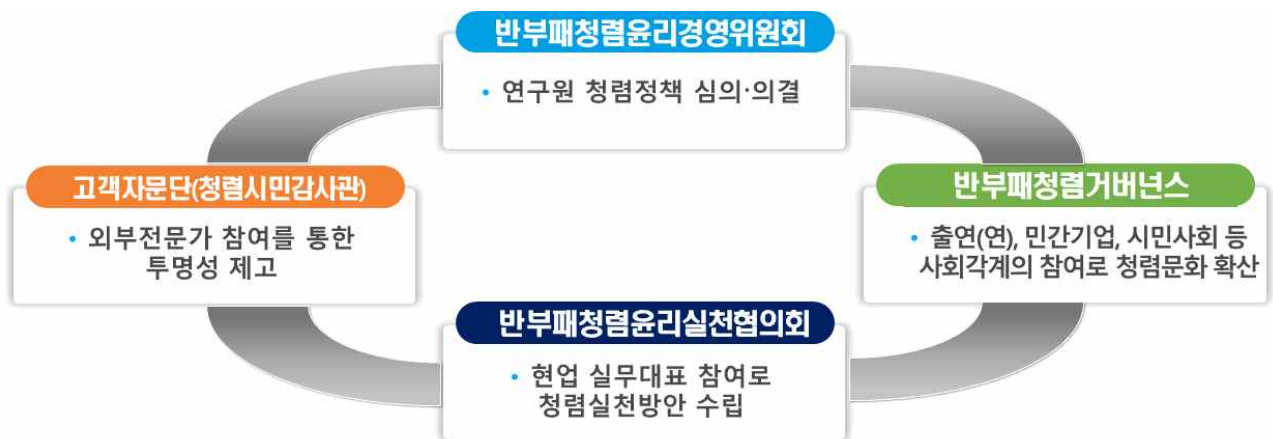 반부패청렴윤리경영위원회
• 연구원 청렴정책 심의·의결
고객자문단(청렴시민감사관)
• 외부전문가 참여를 통한
투명성 제고
반부패청렴거버넌스
• 출연(연), 민간기업, 시민사회 등
사회각계의 참여로 청렴문화 확산
반부패청렴윤리실천협의회
• 현업 실무대표 참여로
청렴실천방안 수립